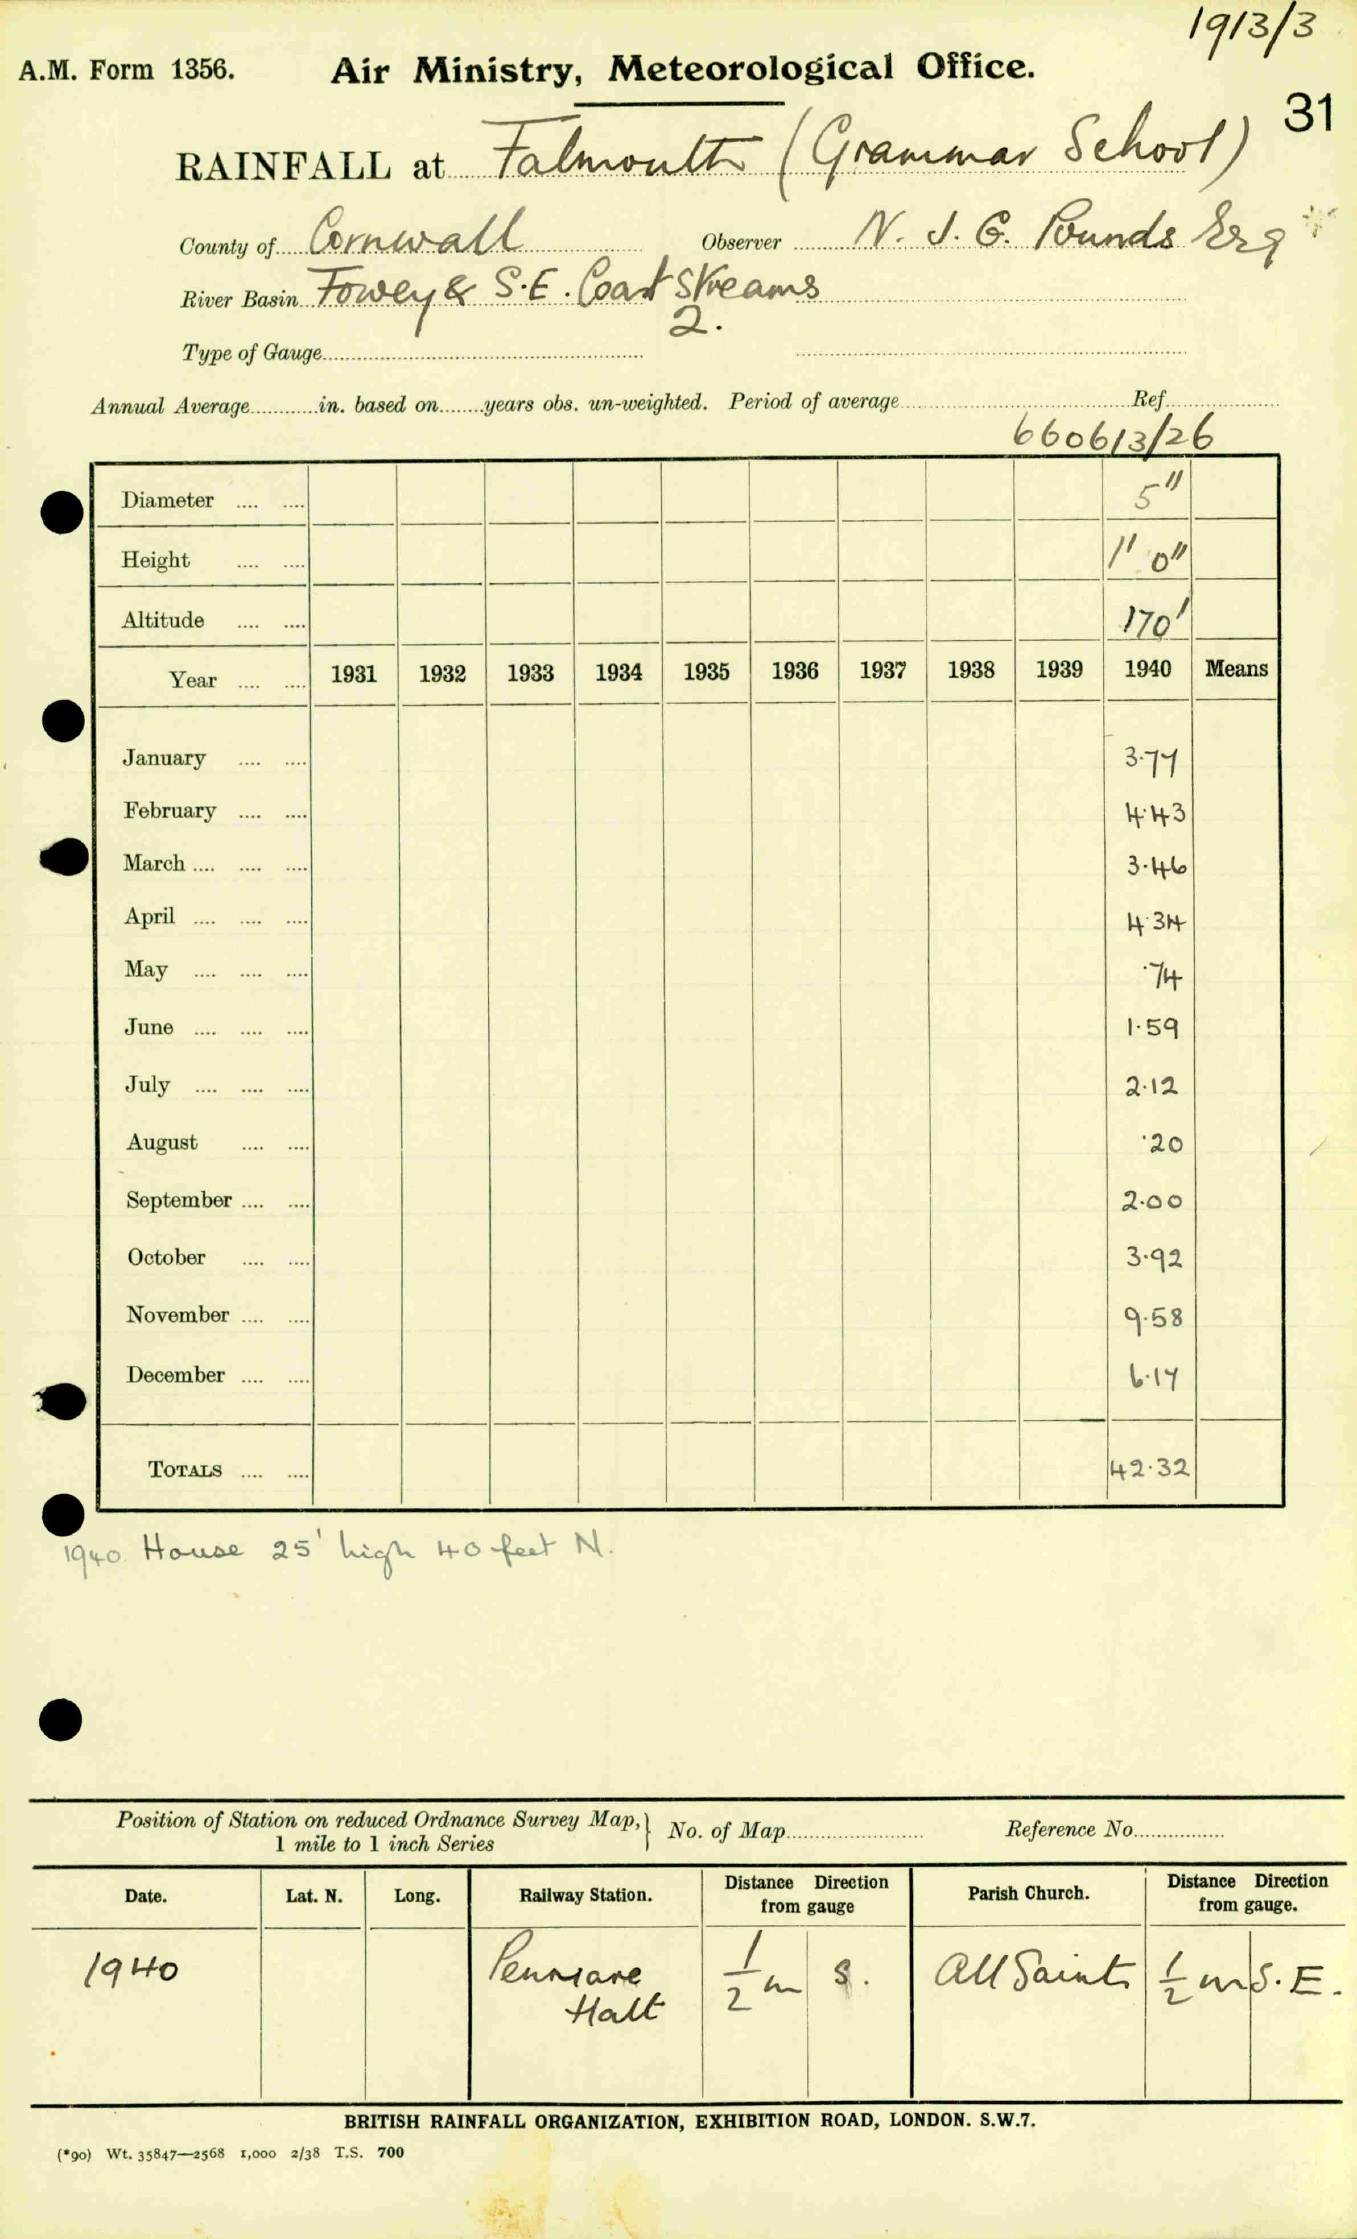 1913/3
A.M. Form 1356. Air Ministry, Meteorological Office.
31
RAINFALL at Falmouth (Grammar School)
County of Cornwall Observer N. J. G. Pounds Esq
River Basin Fowey & S.E. Coast Streams
2.
Type of Gauge
Annual Average in. based on years obs. un-weighted. Period of average Ref
660613/26
Diameter 5"
Height 1' 0"
Altitude 170'
Year 1931 1932 1933 1934 1935 1936 1937 1938 1939 1940 Means
January 3·77
February 4·43
March 3·46
April 4·34
May ·74
June 1·59
July 2·12
August ·20
September 2·00
October 3·92
November 9·58
December 6·17
TOTALS 42·32
1940 House 25' high 40 feet N.
Position of Station on reduced Ordnance Survey Map,
1 mile to 1 inch Series } No. of Map Reference No
Date. Lat. N. Long. Railway Station. Distance Direction from gauge Parish Church. Distance Direction from gauge.
1940 Penmare Halt 1/2 m S. All Saints 1/2 m S.E.
BRITISH RAINFALL ORGANIZATION, EXHIBITION ROAD, LONDON. S.W.7.
(*90) Wt. 35847—2568 1,000 2/38 T.S. 700